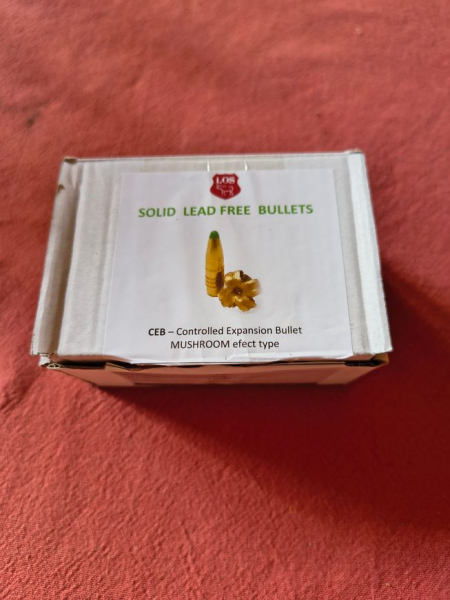 LOS
SOLID LEAD FREE BULLETS
CEB – Controlled Expansion Bullet
MUSHROOM efect type